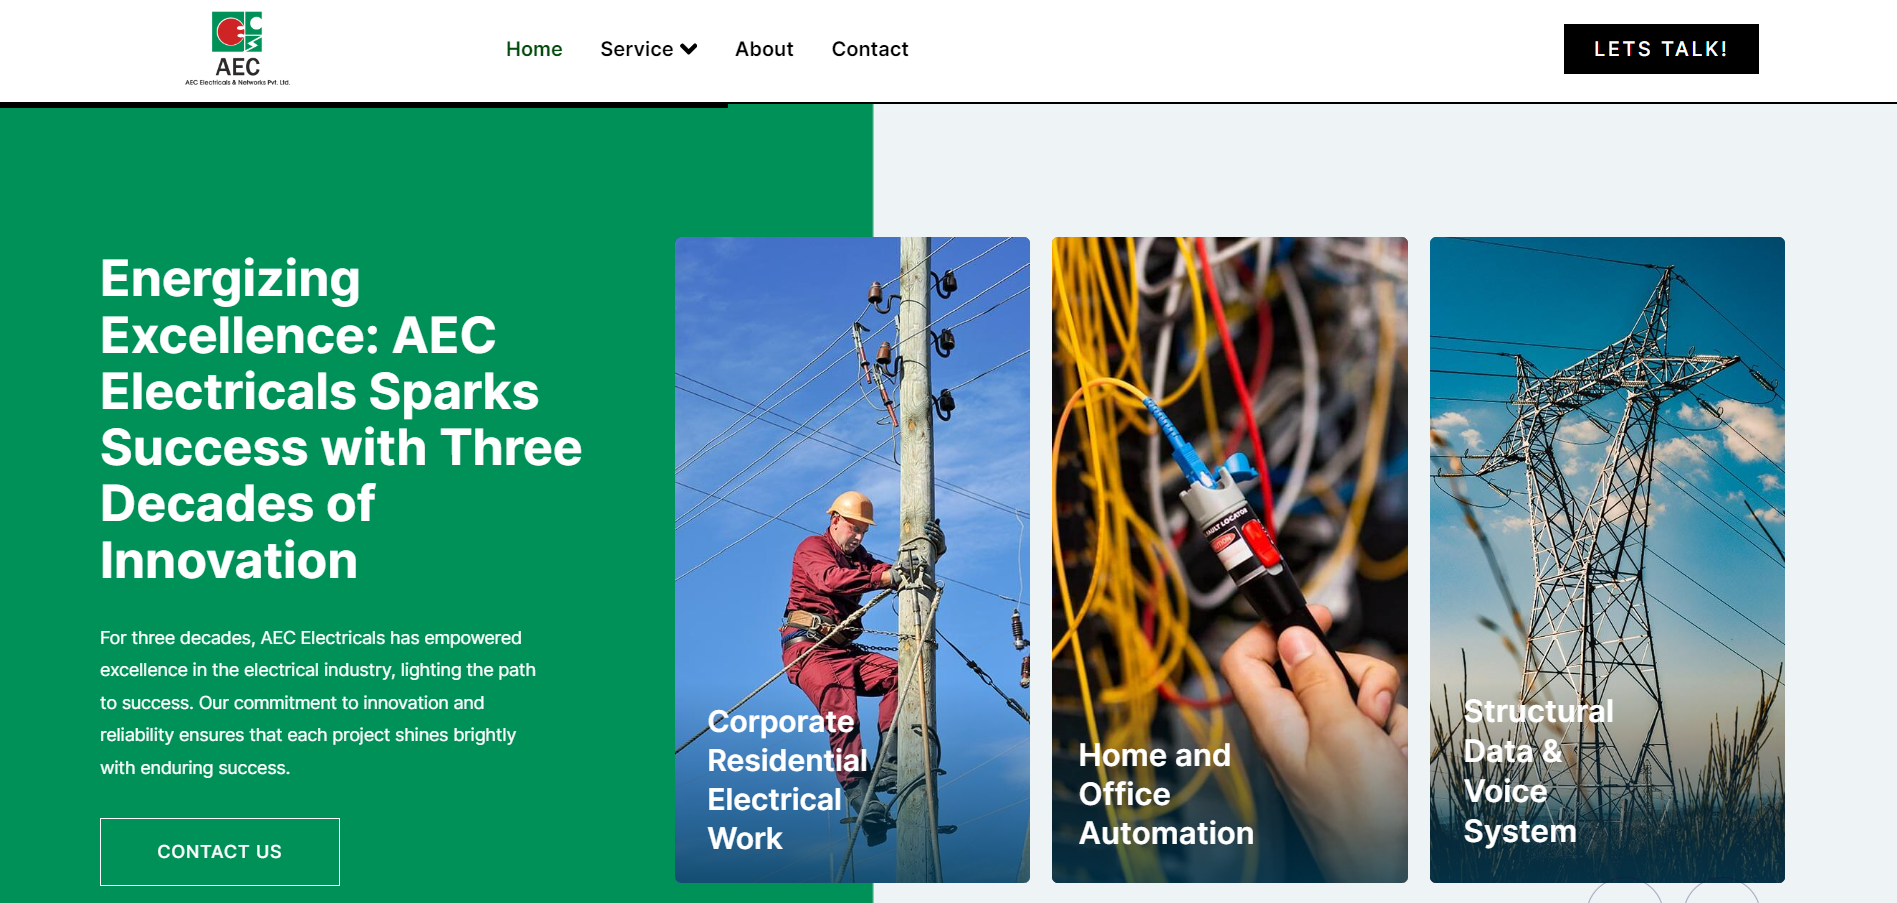 AEC
AEC Electricals & Networks Pvt. Ltd.
Home
Service
About
Contact
LETS TALK!
Energizing
Excellence: AEC
Electricals Sparks
Success with Three
Decades of
Innovation
For three decades, AEC Electricals has empowered
excellence in the electrical industry, lighting the path
to success. Our commitment to innovation and
reliability ensures that each project shines brightly
with enduring success.
CONTACT US
Corporate
Residential
Electrical
Work
FAULT LOCATOR
Home and
Office
Automation
Structural
Data &
Voice
System